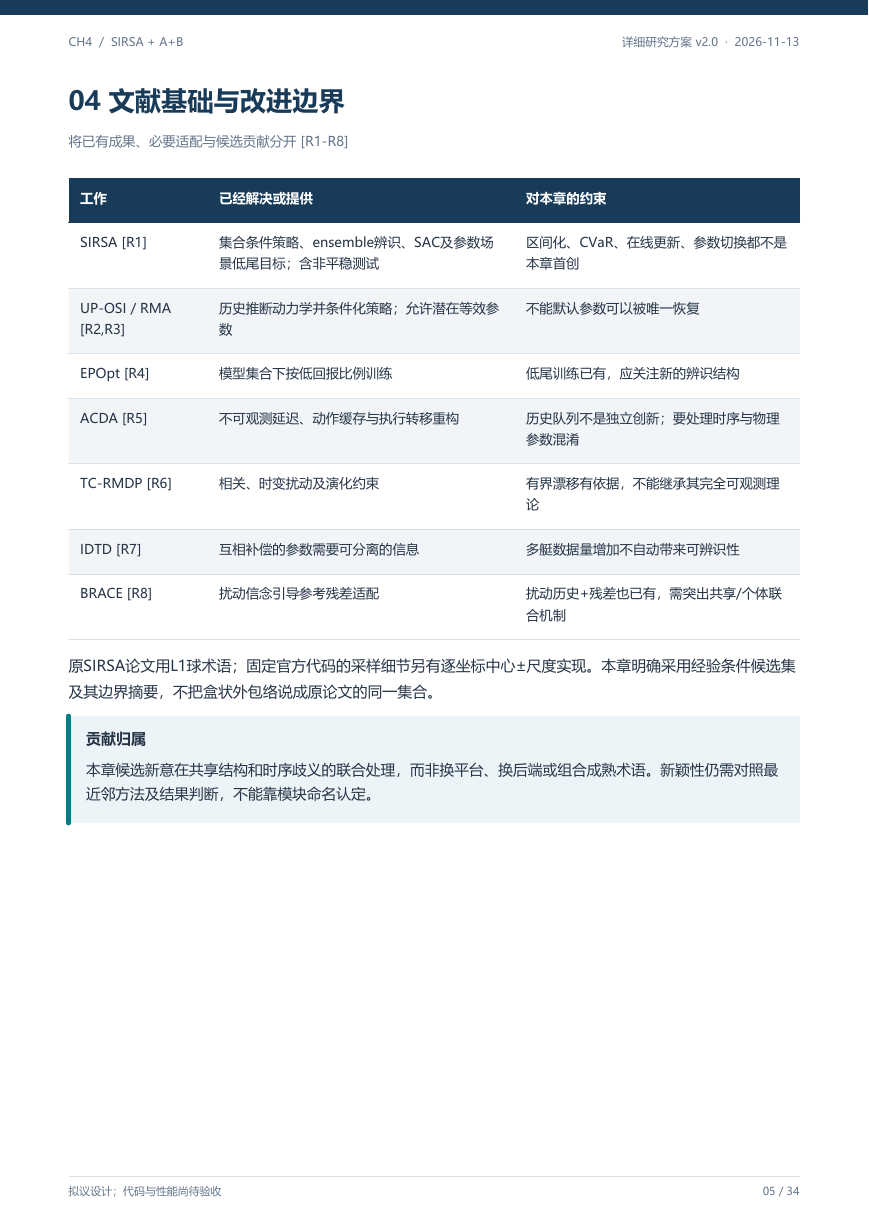 CH4 / SIRSA + A+B
详细研究方案 v2.0 · 2026-11-13
04 文献基础与改进边界
将已有成果、必要适配与候选贡献分开 [R1-R8]
工作
已经解决或提供
对本章的约束
SIRSA [R1]
集合条件策略、ensemble辨识、SAC及参数场
景低尾目标；含非平稳测试
区间化、CVaR、在线更新、参数切换都不是
本章首创
UP-OSI / RMA
[R2,R3]
历史推断动力学并条件化策略；允许潜在等效参
数
不能默认参数可以被唯一恢复
EPOpt [R4]
模型集合下按低回报比例训练
低尾训练已有，应关注新的辨识结构
ACDA [R5]
不可观测延迟、动作缓存与执行转移重构
历史队列不是独立创新；要处理时序与物理
参数混淆
TC-RMDP [R6]
相关、时变扰动及演化约束
有界漂移有依据，不能继承其完全可观测理
论
IDTD [R7]
互相补偿的参数需要可分离的信息
多艇数据量增加不自动带来可辨识性
BRACE [R8]
扰动信念引导参考残差适配
扰动历史+残差也已有，需突出共享/个体联
合机制
原SIRSA论文用L1球术语；固定官方代码的采样细节另有逐坐标中心±尺度实现。本章明确采用经验条件候选集
及其边界摘要，不把盒状外包络说成原论文的同一集合。
贡献归属
本章候选新意在共享结构和时序歧义的联合处理，而非换平台、换后端或组合成熟术语。新颖性仍需对照最
近邻方法及结果判断，不能靠模块命名认定。
拟议设计；代码与性能尚待验收
05 / 34